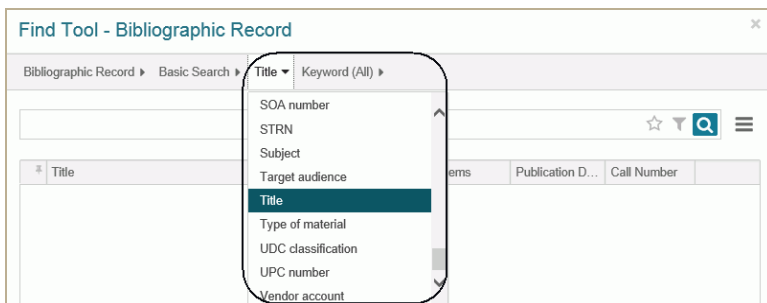 Find Tool - Bibliographic Record
Bibliographic Record Basic Search Title Keyword (All)
SOA number
STRN
Subject
Target audience
Title ems Publication D... Call Number
Title
Type of material
UDC classification
UPC number
Vendor account